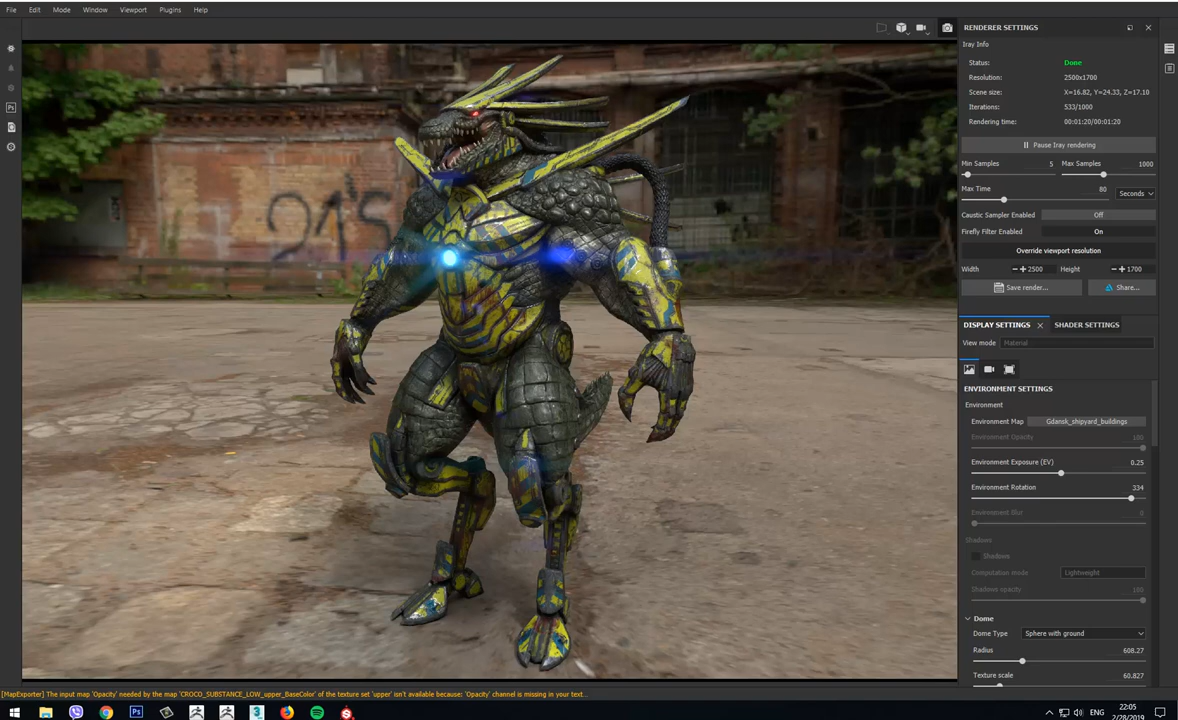 File Edit Mode Window Viewport Plugins Help
RENDERER SETTINGS
Iray Info
Status: Done
Resolution: 2500x1700
Scene size: X=16.82, Y=24.33, Z=17.10
Iterations: 533/1000
Rendering time: 00:01:20/00:01:20
Pause Iray rendering
Min Samples 5 Max Samples 1000
Max Time 80 Seconds
Caustic Sampler Enabled Off
Firefly Filter Enabled On
Override viewport resolution
Width 2500 Height 1700
Save render... Share...
DISPLAY SETTINGS SHADER SETTINGS
View mode Material
ENVIRONMENT SETTINGS
Environment
Environment Map Gdansk_shipyard_buildings
Environment Opacity 100
Environment Exposure (EV) 0.25
Environment Rotation 334
Environment Blur 0
Shadows
Shadows
Computation mode Lightweight
Shadows opacity 100
Dome
Dome Type Sphere with ground
Radius 608.27
Texture scale 60.827
Ps
21's
[MapExporter] The input map 'Opacity' needed by the map 'CROCO_SUBSTANCE_LOW_upper_BaseColor' of the texture set 'upper' isn't available because: 'Opacity' channel is missing in your text...
Ps
3
ENG
22:05
2/28/2019